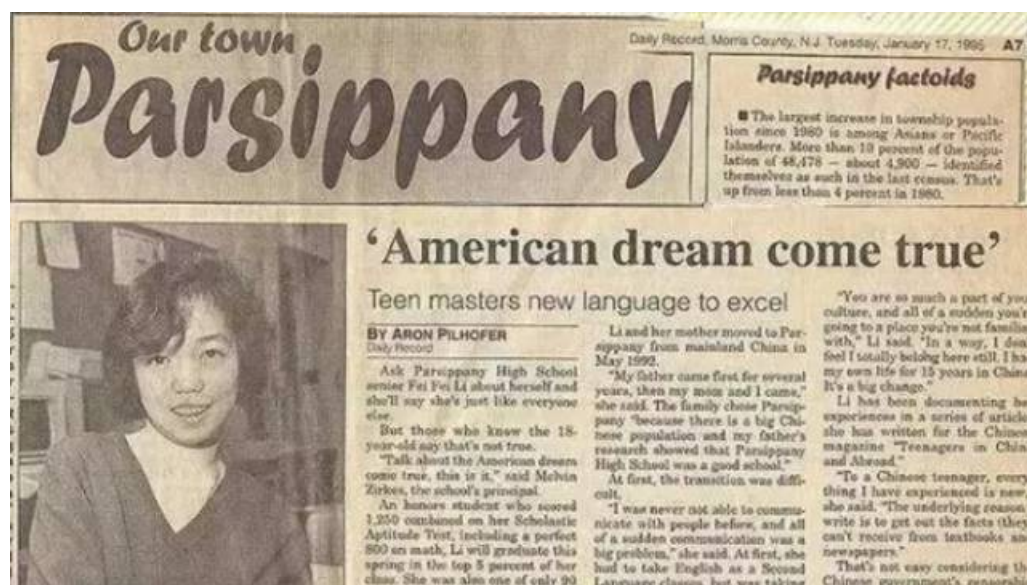 Our town
Parsippany
Daily Record, Morris County, N.J. Tuesday, January 17, 1995 A7
Parsippany factoids
■ The largest increase in township popula-
tion since 1980 is among Asians or Pacific
Islanders. More than 10 percent of the popu-
lation of 48,478 — about 4,900 — identified
themselves as such in the last census. That's
up from less than 4 percent in 1980.
'American dream come true'
Teen masters new language to excel
BY ARON PILHOFER
Daily Record
Ask Parsippany High School
senior Fei Fei Li about herself and
she'll say she's just like everyone
else.
But those who know the 18-
year-old say that's not true.
"Talk about the American dream
come true, this is it," said Melvin
Zirkes, the school's principal.
An honors student who scored
1,250 combined on her Scholastic
Aptitude Test, including a perfect
800 on math, Li will graduate this
spring in the top 5 percent of her
class. She was also one of only 90
Li and her mother moved to Par-
sippany from mainland China in
May 1992.
"My father came first for several
years, then my mom and I came,"
she said. The family chose Parsip-
pany "because there is a big Chi-
nese population and my father's
research showed that Parsippany
High School was a good school."
At first, the transition was diffi-
cult.
"I was never not able to commu-
nicate with people before, and all
of a sudden communication was a
big problem," she said. At first, she
had to take English as a Second
Language classes, but was taking
"You are so much a part of you
culture, and all of a sudden you'r
going to a place you're not familia
with," Li said. "In a way, I don
feel I totally belong here still. I ha
my own life for 15 years in China
It's a big change."
Li has been documenting he
experiences in a series of article
she has written for the Chines
magazine "Teenagers in Chin
and Abroad."
"To a Chinese teenager, every
thing I have experienced is new,
she said. "The underlying reason
write is to get out the facts (they
can't receive from textbooks and
newspapers."
That's not easy considering th
Chinese government